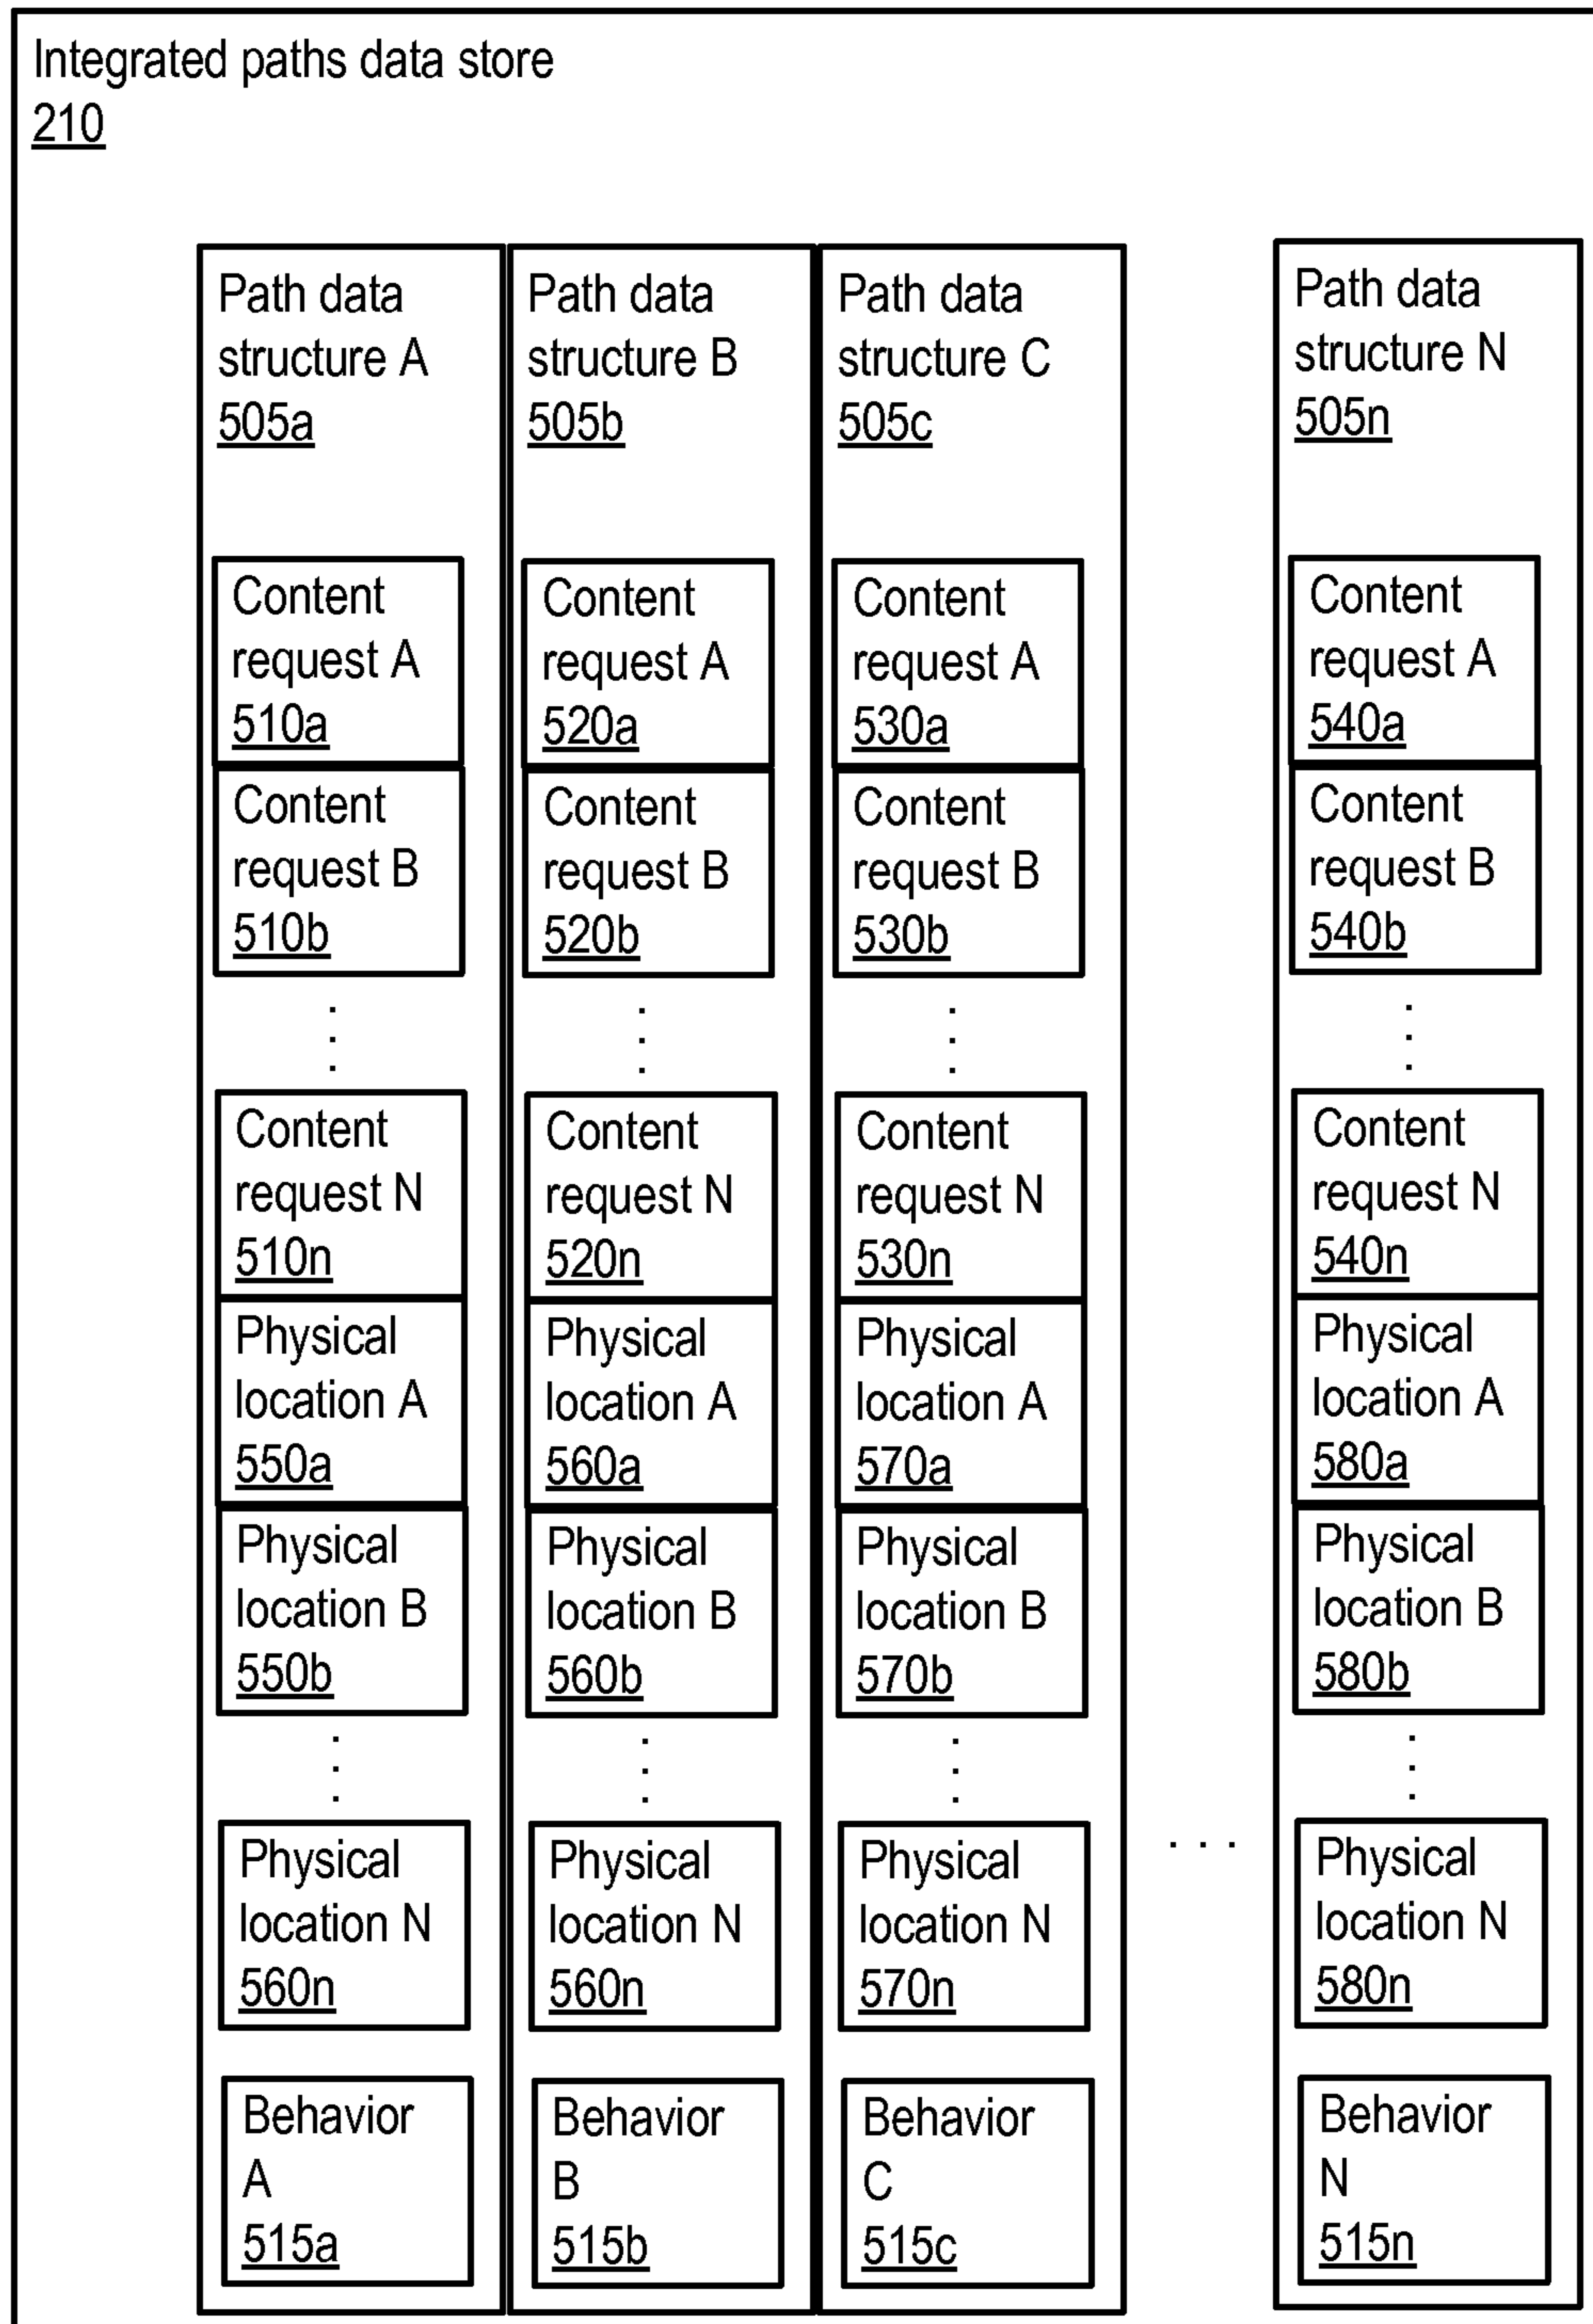 Integrated paths data store
210
Path data
structure A
505a
Content
request A
510a
Content
request B
510b
.
.
.
Content
request N
510n
Physical
location A
550a
Physical
location B
550b
.
.
.
Physical
location N
560n
Behavior
A
515a
Path data
structure B
505b
Content
request A
520a
Content
request B
520b
.
.
.
Content
request N
520n
Physical
location A
560a
Physical
location B
560b
.
.
.
Physical
location N
560n
Behavior
B
515b
Path data
structure C
505c
Content
request A
530a
Content
request B
530b
.
.
.
Content
request N
530n
Physical
location A
570a
Physical
location B
570b
.
.
.
Physical
location N
570n
Behavior
C
515c
. . .
Path data
structure N
505n
Content
request A
540a
Content
request B
540b
.
.
.
Content
request N
540n
Physical
location A
580a
Physical
location B
580b
.
.
.
Physical
location N
580n
Behavior
N
515n